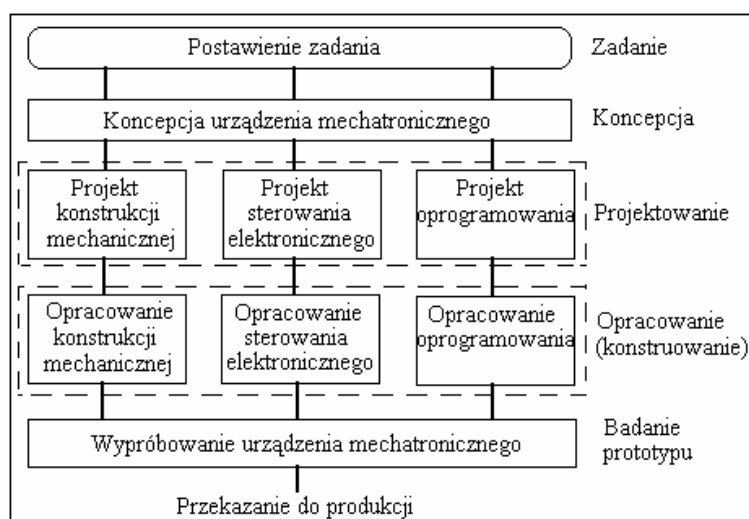 Postawienie zadania
Zadanie
Koncepcja urządzenia mechatronicznego
Koncepcja
Projekt
konstrukcji
mechanicznej
Projekt
sterowania
elektronicznego
Projekt
oprogramowania
Projektowanie
Opracowanie
konstrukcji
mechanicznej
Opracowanie
sterowania
elektronicznego
Opracowanie
oprogramowania
Opracowanie
(konstruowanie)
Wypróbowanie urządzenia mechatronicznego
Badanie
prototypu
Przekazanie do produkcji